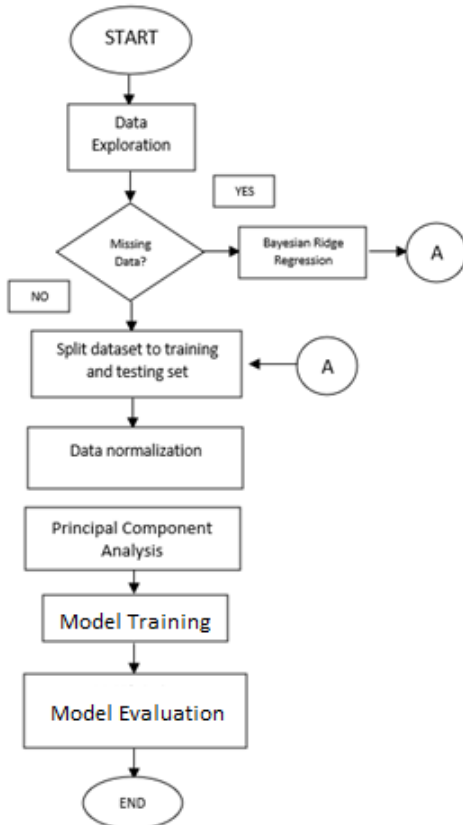 START
Data
Exploration
YES
Missing
Data?
Bayesian Ridge
Regression
A
NO
Split dataset to training
and testing set
A
Data normalization
Principal Component
Analysis
Model Training
Model Evaluation
END